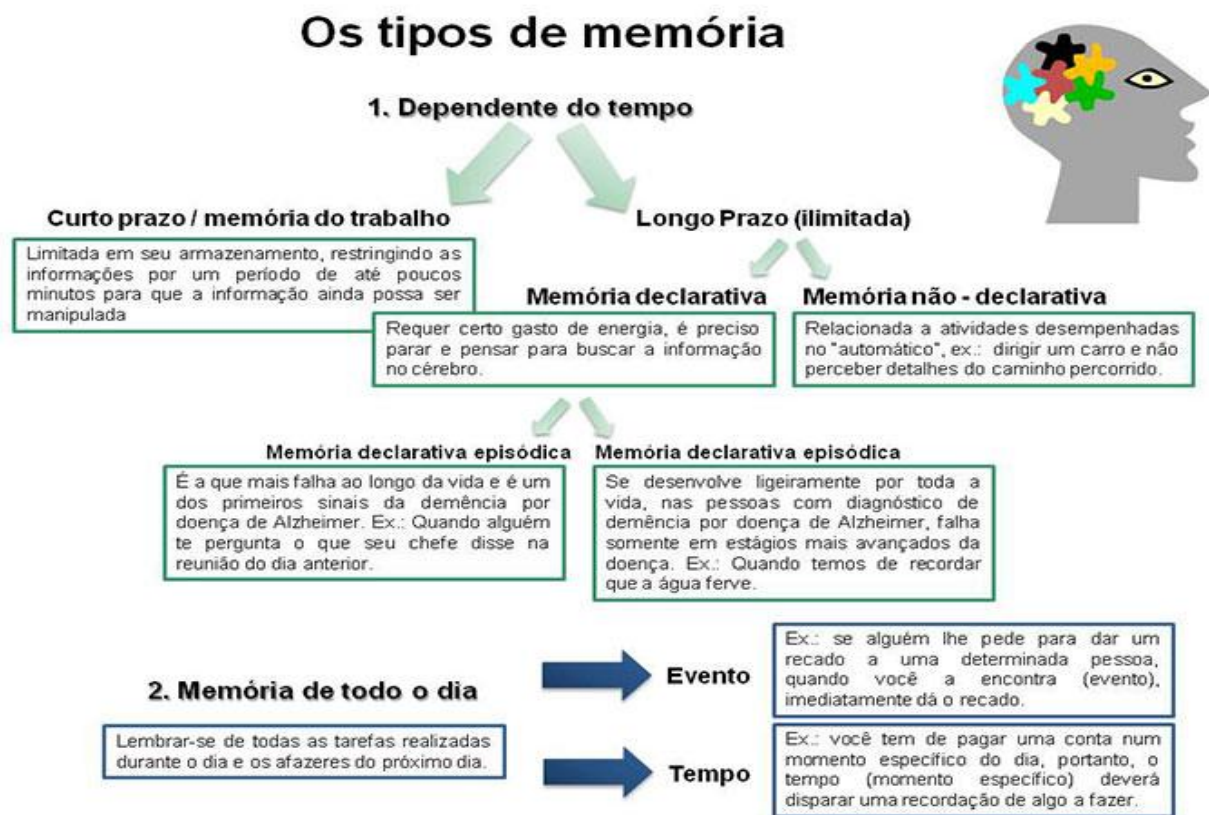 Os tipos de memória
1. Dependente do tempo
Curto prazo / memória do trabalho
Limitada em seu armazenamento, restringindo as
informações por um período de até poucos
minutos para que a informação ainda possa ser
manipulada
Longo Prazo (ilimitada)
Memória declarativa
Requer certo gasto de energia, é preciso
parar e pensar para buscar a informação
no cérebro.
Memória não - declarativa
Relacionada a atividades desempenhadas
no "automático", ex.: dirigir um carro e não
perceber detalhes do caminho percorrido.
Memória declarativa episódica
É a que mais falha ao longo da vida e é um
dos primeiros sinais da demência por
doença de Alzheimer. Ex.: Quando alguém
te pergunta o que seu chefe disse na
reunião do dia anterior.
Memória declarativa episódica
Se desenvolve ligeiramente por toda a
vida, nas pessoas com diagnóstico de
demência por doença de Alzheimer, falha
somente em estágios mais avançados da
doença. Ex.: Quando temos de recordar
que a água ferve.
2. Memória de todo o dia
Lembrar-se de todas as tarefas realizadas
durante o dia e os afazeres do próximo dia.
Evento
Ex.: se alguém lhe pede para dar um
recado a uma determinada pessoa,
quando você a encontra (evento),
imediatamente dá o recado.
Tempo
Ex.: você tem de pagar uma conta num
momento específico do dia, portanto, o
tempo (momento específico) deverá
disparar uma recordação de algo a fazer.